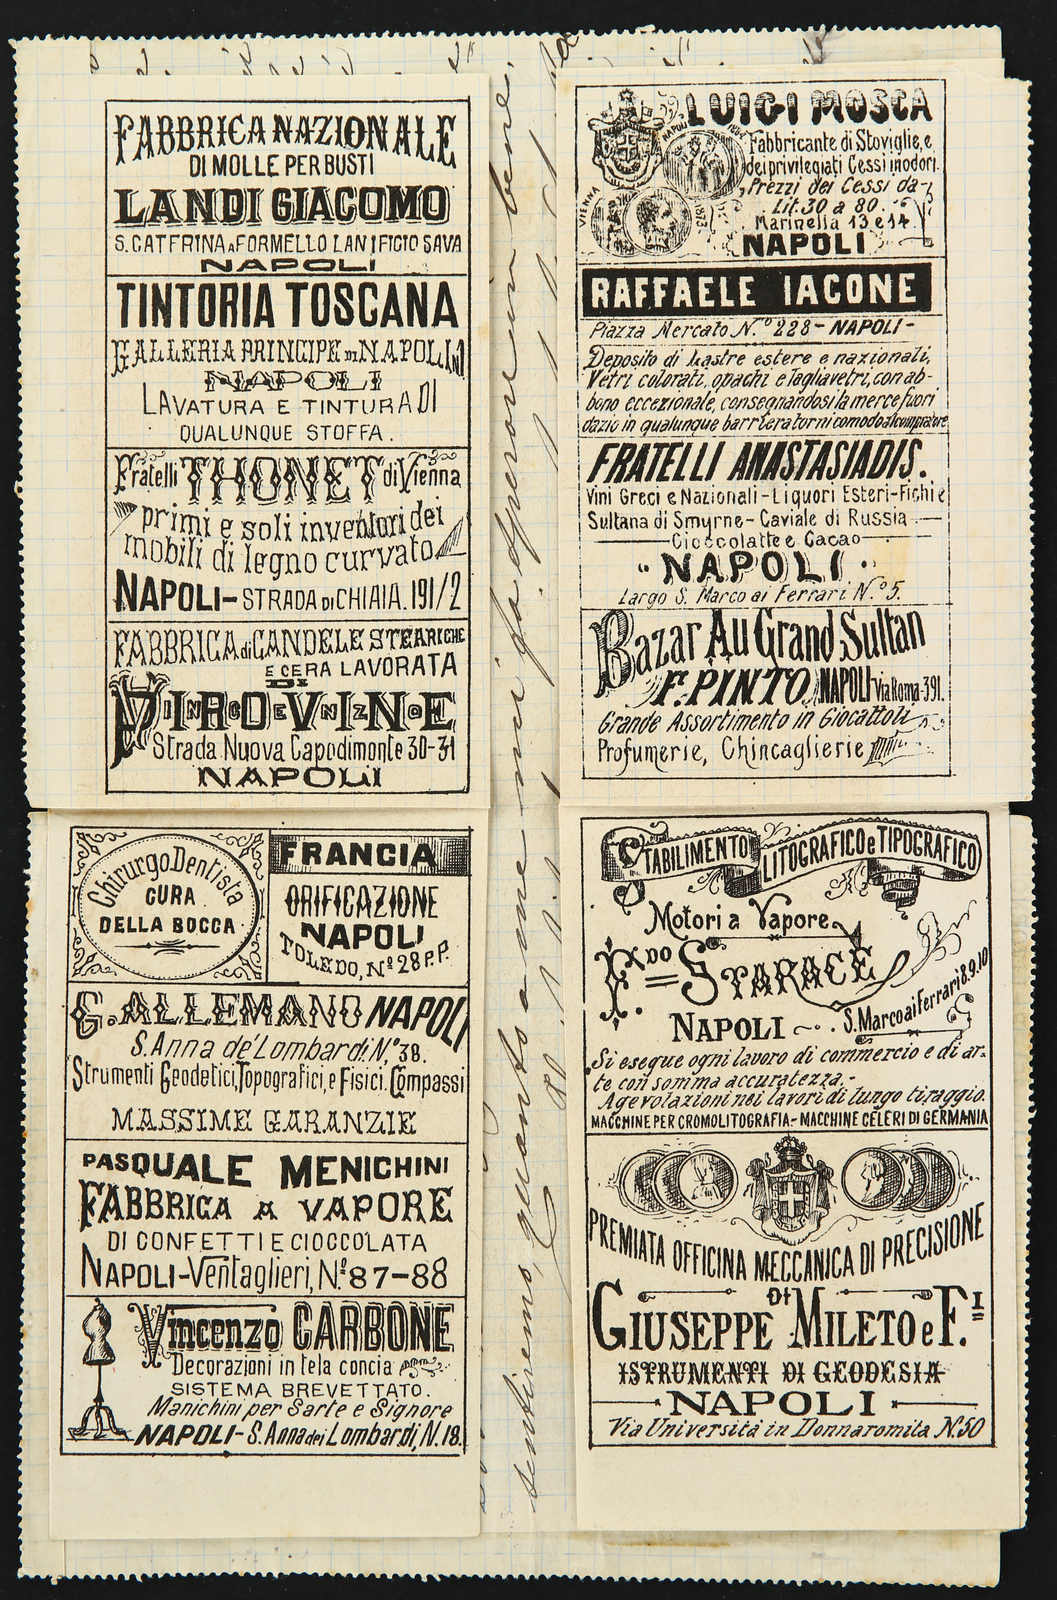 FABBRICA NAZIONALE
DI MOLLE PER BUSTI
LANDI GIACOMO
S. CATERINA A FORMELLO LANIFICIO SAVA
NAPOLI
TINTORIA TOSCANA
GALLERIA PRINCIPE DI NAPOLI
NAPOLI
LAVATURA E TINTURA DI
QUALUNQUE STOFFA.
Fratelli THONET di Vienna
primi e soli inventori dei
mobili di legno curvato
NAPOLI - STRADA DI CHIAIA. 191/2
FABBRICA di CANDELE STEARICHE
E CERA LAVORATA
DI
VINCENZO
Strada Nuova Capodimonte 30-31
NAPOLI
LUIGI MOSCA
NAPOLI
VIENNA
1873
Fabbricante di Stoviglie, e,
dei privilegiati Cessi inodori.
Prezzi dei Cessi da
Lit. 30 a 80.
Marinella 13 e 14.
NAPOLI
RAFFAELE IACONE
Piazza Mercato N.º 228 - NAPOLI -
Deposito di Lastre estere e nazionali,
Vetri colorati, opachi e Tagliavetri, con ab-
bono eccezionale, consegnandosi la merce fuori
dazio in qualunque barriera torni comodo al compratore
FRATELLI ANASTASIADIS.
Vini Greci e Nazionali - Liquori Esteri - Fichi e
Sultana di Smyrne - Caviale di Russia
Cioccolatte e Cacao
NAPOLI
Largo S. Marco ai Ferrari N.º 5.
Bazar Au Grand Sultan
F. PINTO NAPOLI Via Roma 391.
Grande Assortimento in Giocattoli
Profumerie, Chincaglierie
Chirurgo Dentista
CURA
DELLA BOCCA
FRANCIA
ORIFICAZIONE
NAPOLI
TOLEDO, Nº 28 P.P.
G. ALLEMANO NAPOLI
S. Anna de' Lombardi. N.º 38.
Strumenti Geodetici, Topografici, e Fisici. Compassi
MASSIME GARANZIE
PASQUALE MENICHINI
FABBRICA A VAPORE
DI CONFETTI E CIOCCOLATA
NAPOLI - Ventaglieri, N.º 87-88
Vincenzo CARBONE
Decorazioni in tela concia
SISTEMA BREVETTATO.
Manichini per Sarte e Signore
NAPOLI - S. Anna dei Lombardi, N. 18.
STABILIMENTO LITOGRAFICO e TIPOGRAFICO
Motori a Vapore
F.DO = STARACE
NAPOLI
S. Marco ai Ferrari 8.9.10
Si esegue ogni lavoro di commercio e di ar-
te con somma accuratezza. -
Agevolazioni nei lavori di lungo tiraggio.
MACCHINE PER CROMOLITOGRAFIA - MACCHINE CELERI DI GERMANIA
PREMIATA OFFICINA MECCANICA DI PRECISIONE
DI
GIUSEPPE MILETO e F.I
ISTRUMENTI DI GEODESIA
NAPOLI
Via Università in Donnaromita N. 50